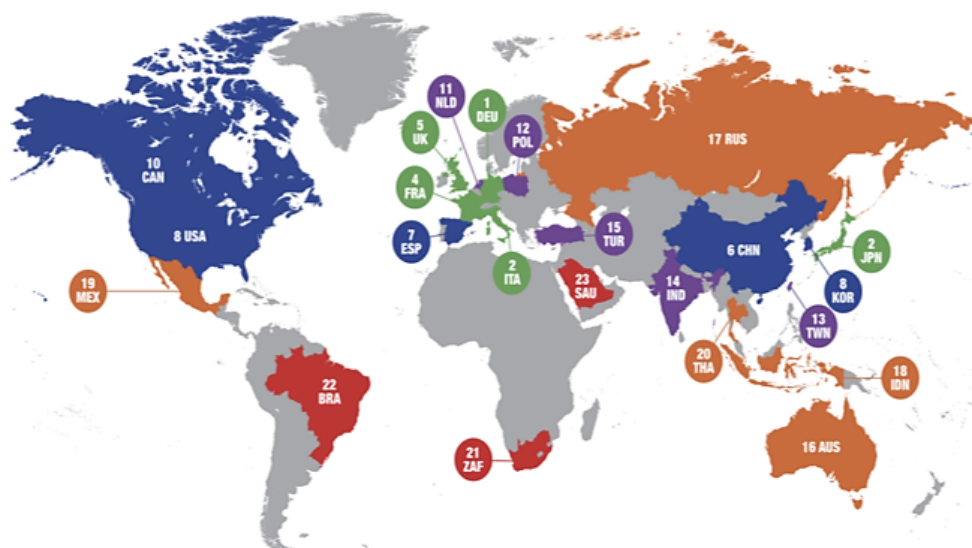 11
NLD
1
DEU
5
UK
12
POL
10
CAN
17 RUS
4
FRA
8 USA
7
ESP
2
ITA
15
TUR
6 CHN
2
JPN
19
MEX
23
SAU
14
IND
8
KOR
13
TWN
20
THA
18
IDN
22
BRA
21
ZAF
16 AUS